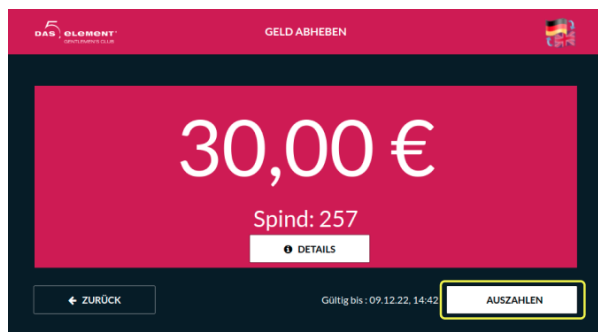 DAS 5. ELEMENT
GENTLEMEN'S CLUB
GELD ABHEBEN
30,00 €
Spind: 257
DETAILS
ZURÜCK
Gültig bis : 09.12.22, 14:42
AUSZAHLEN